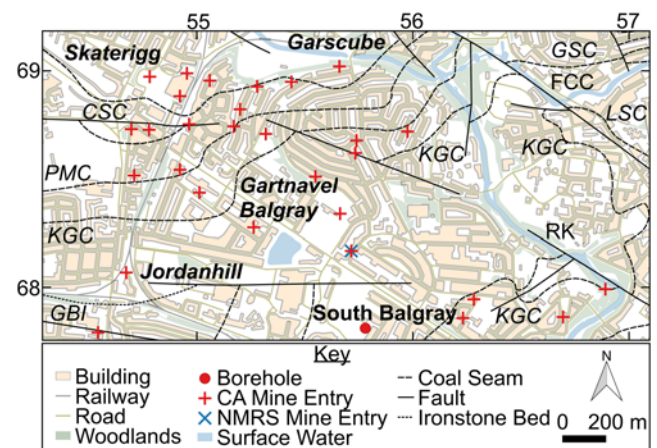 55 56 57
Skaterigg Garscube GSC
69 FCC
CSC LSC
KGC KGC
PMC
Gartnavel
Balgray
KGC RK
68 Jordanhill
GBI South Balgray KGC
Key
Building Borehole Coal Seam
Railway CA Mine Entry Fault
Road NMRS Mine Entry Ironstone Bed
Woodlands Surface Water 0 200 m
N